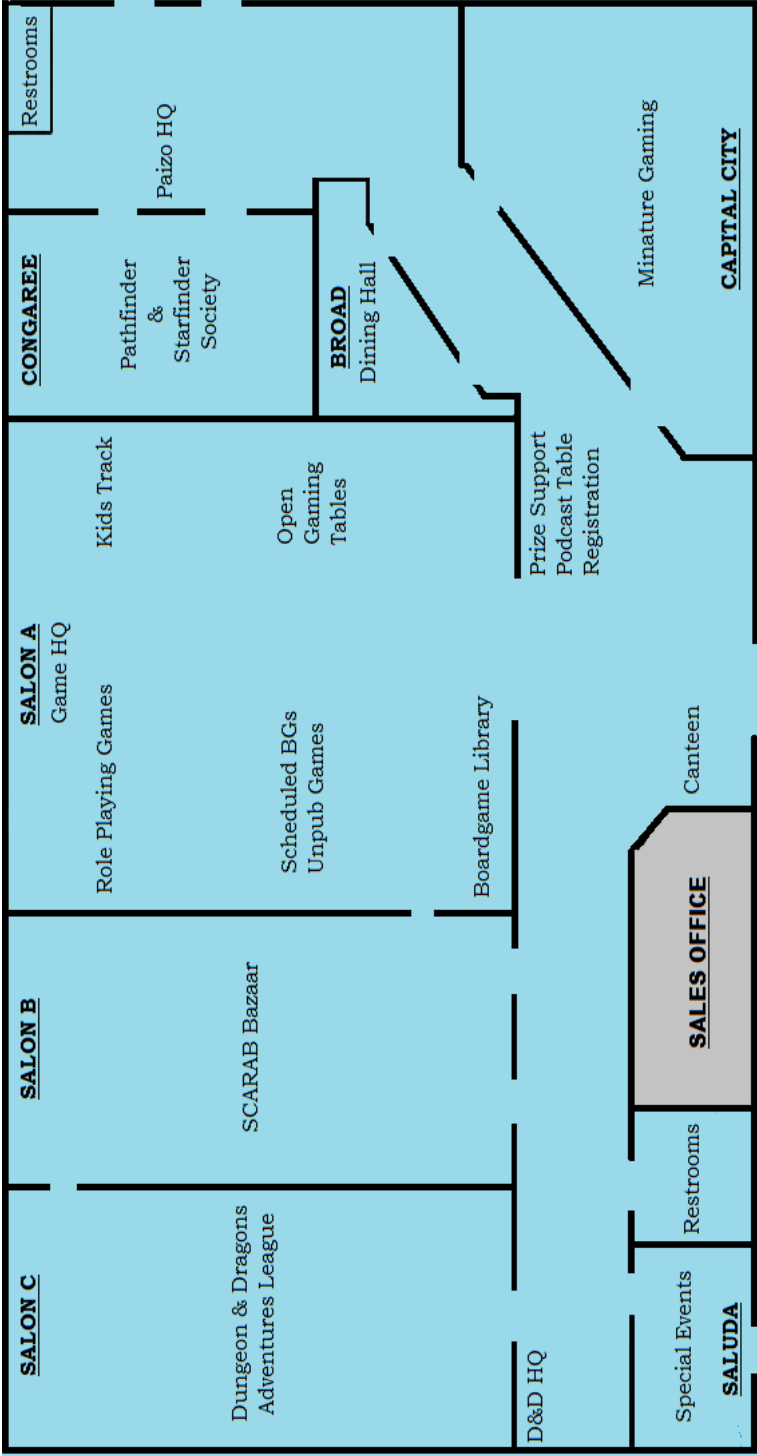 SALON C
Dungeon & Dragons
Adventures League
D&D HQ
Special Events
SALUDA
Restrooms
SALON B
SCARAB Bazaar
SALES OFFICE
Canteen
SALON A
Game HQ
Role Playing Games
Scheduled BGs
Unpub Games
Boardgame Library
Kids Track
Open
Gaming
Tables
Prize Support
Podcast Table
Registration
CONGAREE
Pathfinder
&
Starfinder
Society
BROAD
Dining Hall
Restrooms
Paizo HQ
Minature Gaming
CAPITAL CITY